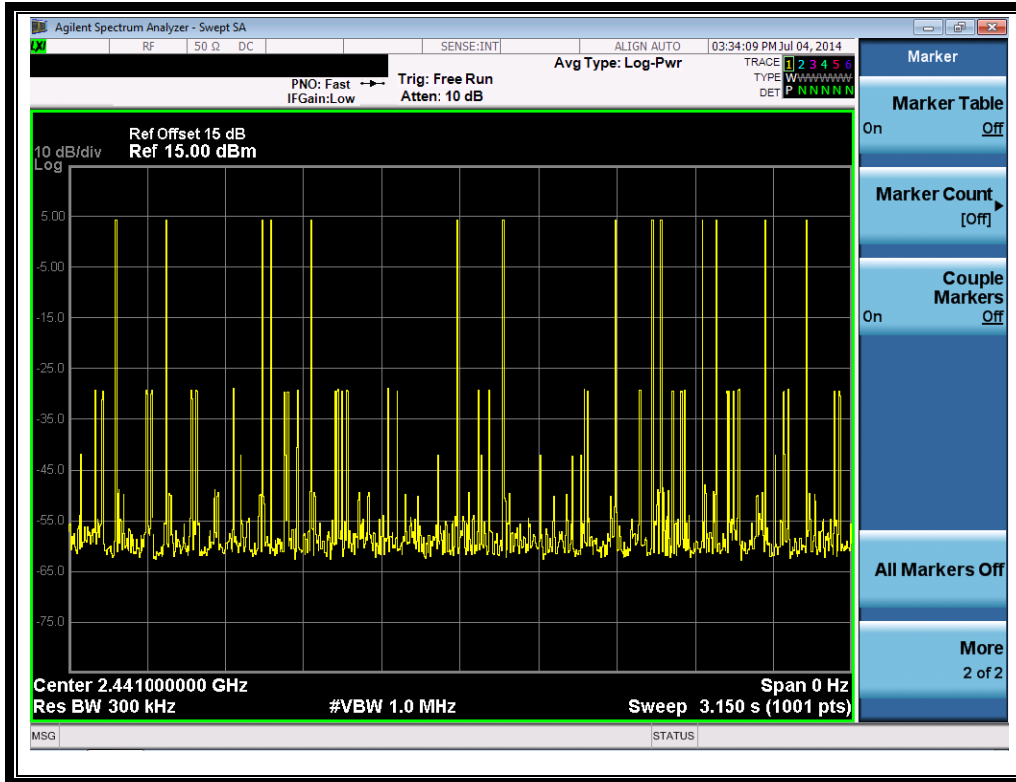 Agilent Spectrum Analyzer - Swept SA
LXI RF 50 Ω DC SENSE:INT ALIGN AUTO 03:34:09 PM Jul 04, 2014
Marker
Avg Type: Log-Pwr
TRACE 1 2 3 4 5 6
TYPE WWWWWW
DET P N N N N N
PNO: Fast
IFGain:Low
Trig: Free Run
Atten: 10 dB
Marker Table
On Off
Ref Offset 15 dB
10 dB/div Ref 15.00 dBm
Log
Marker Count
[Off]
5.00
-5.00
-15.0
-25.0
-35.0
-45.0
-55.0
-65.0
-75.0
Couple
Markers
On Off
All Markers Off
More
2 of 2
Center 2.441000000 GHz Span 0 Hz
Res BW 300 kHz #VBW 1.0 MHz Sweep 3.150 s (1001 pts)
MSG STATUS